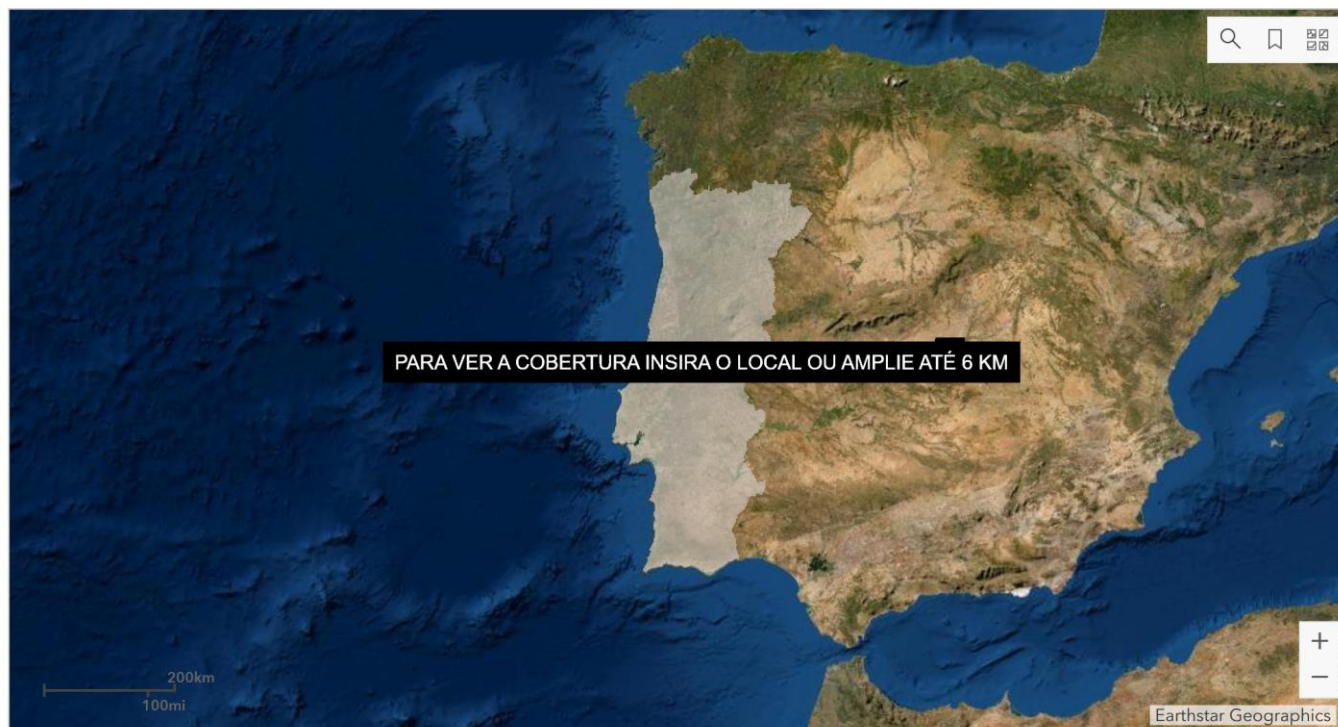 PARA VER A COBERTURA INSIRA O LOCAL OU AMPLIE ATÉ 6 KM
200km
100mi
Earthstar Geographics